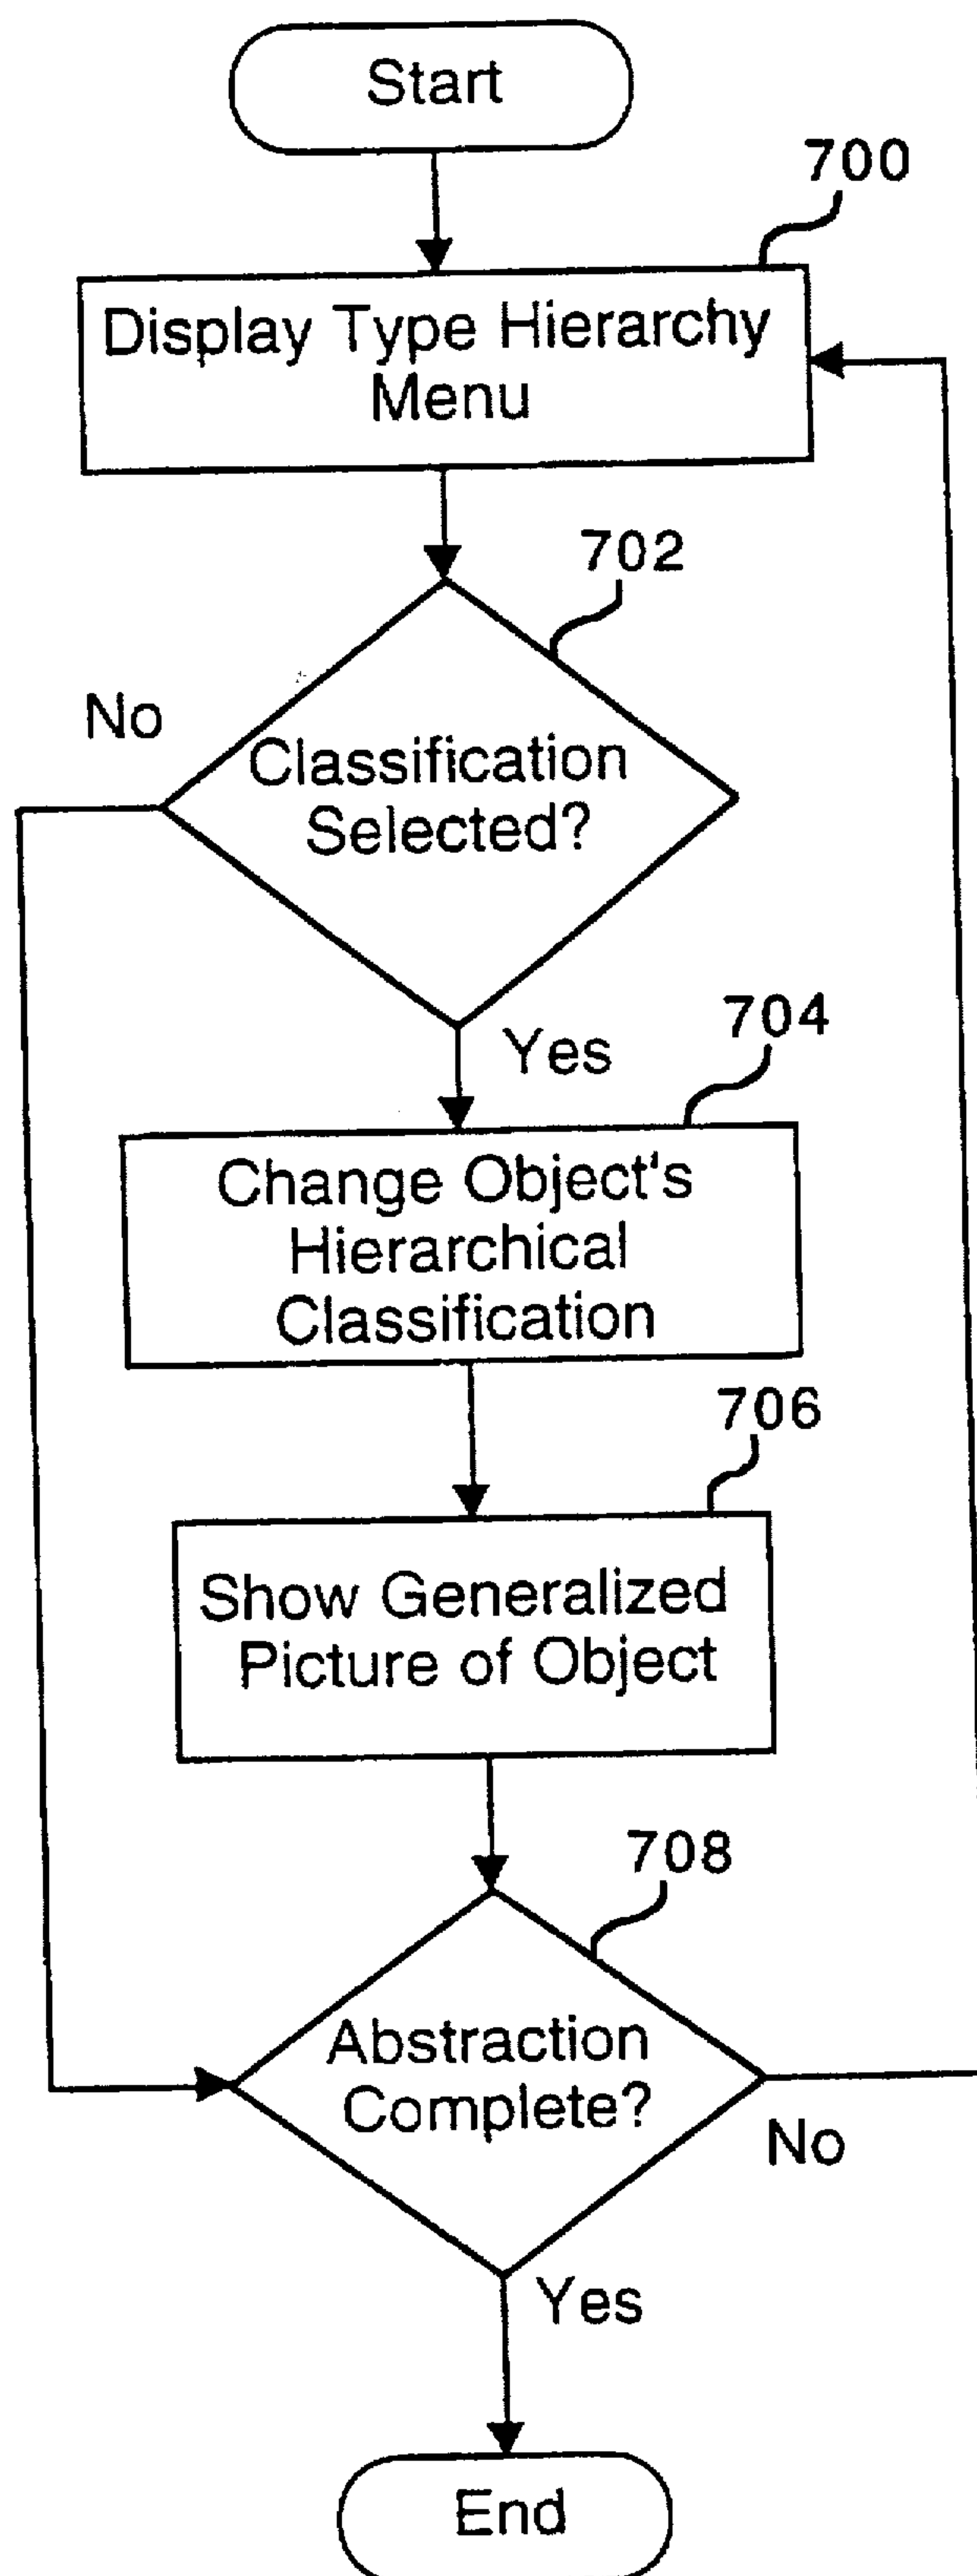 Start
700
Display Type Hierarchy
Menu
702
No
Classification
Selected?
704
Yes
Change Object's
Hierarchical
Classification
706
Show Generalized
Picture of Object
708
Abstraction
Complete?
No
Yes
End